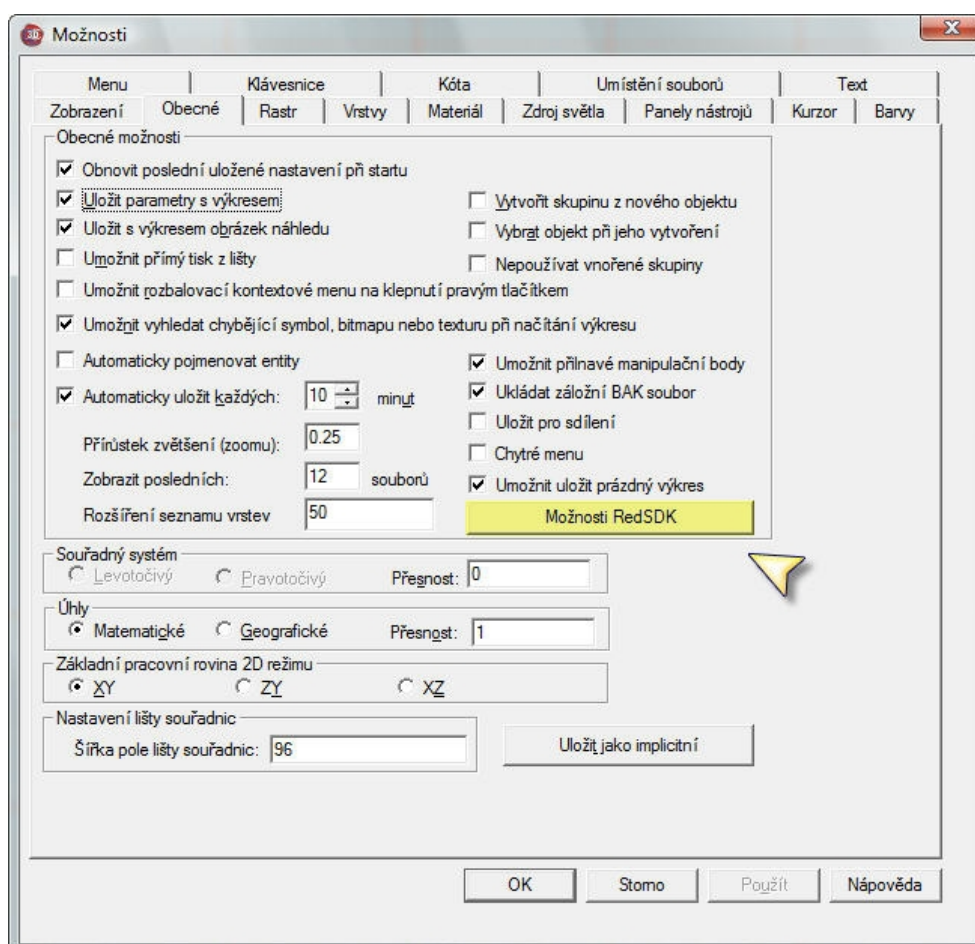 3D Možnosti
Menu Klávesnice Kóta Umístění souborů Text
Zobrazení Obecné Rastr Vrstvy Materiál Zdroj světla Panely nástrojů Kurzor Barvy
Obecné možnosti
Obnovit poslední uložené nastavení při startu
Uložit parametry s výkresem
Vytvořit skupinu z nového objektu
Uložit s výkresem obrázek náhledu
Vybrat objekt při jeho vytvoření
Umožnit přímý tisk z lišty
Nepoužívat vnořené skupiny
Umožnit rozbalovací kontextové menu na klepnutí pravým tlačítkem
Umožnit vyhledat chybějící symbol, bitmapu nebo texturu při načítání výkresu
Automaticky pojmenovat entity
Umožnit přilnavé manipulační body
Automaticky uložit každých: 10 minut
Ukládat záložní BAK soubor
Uložit pro sdílení
Přírůstek zvětšení (zoomu): 0.25
Chytré menu
Zobrazit posledních: 12 souborů
Umožnit uložit prázdný výkres
Rozšíření seznamu vrstev 50
Možnosti RedSDK
Souřadný systém
Levotočivý Pravotočivý Přesnost: 0
Úhly
Matematické Geografické Přesnost: 1
Základní pracovní rovina 2D režimu
XY ZY XZ
Nastavení lišty souřadnic
Šířka pole lišty souřadnic: 96
Uložit jako implicitní
OK Storno Použít Nápověda